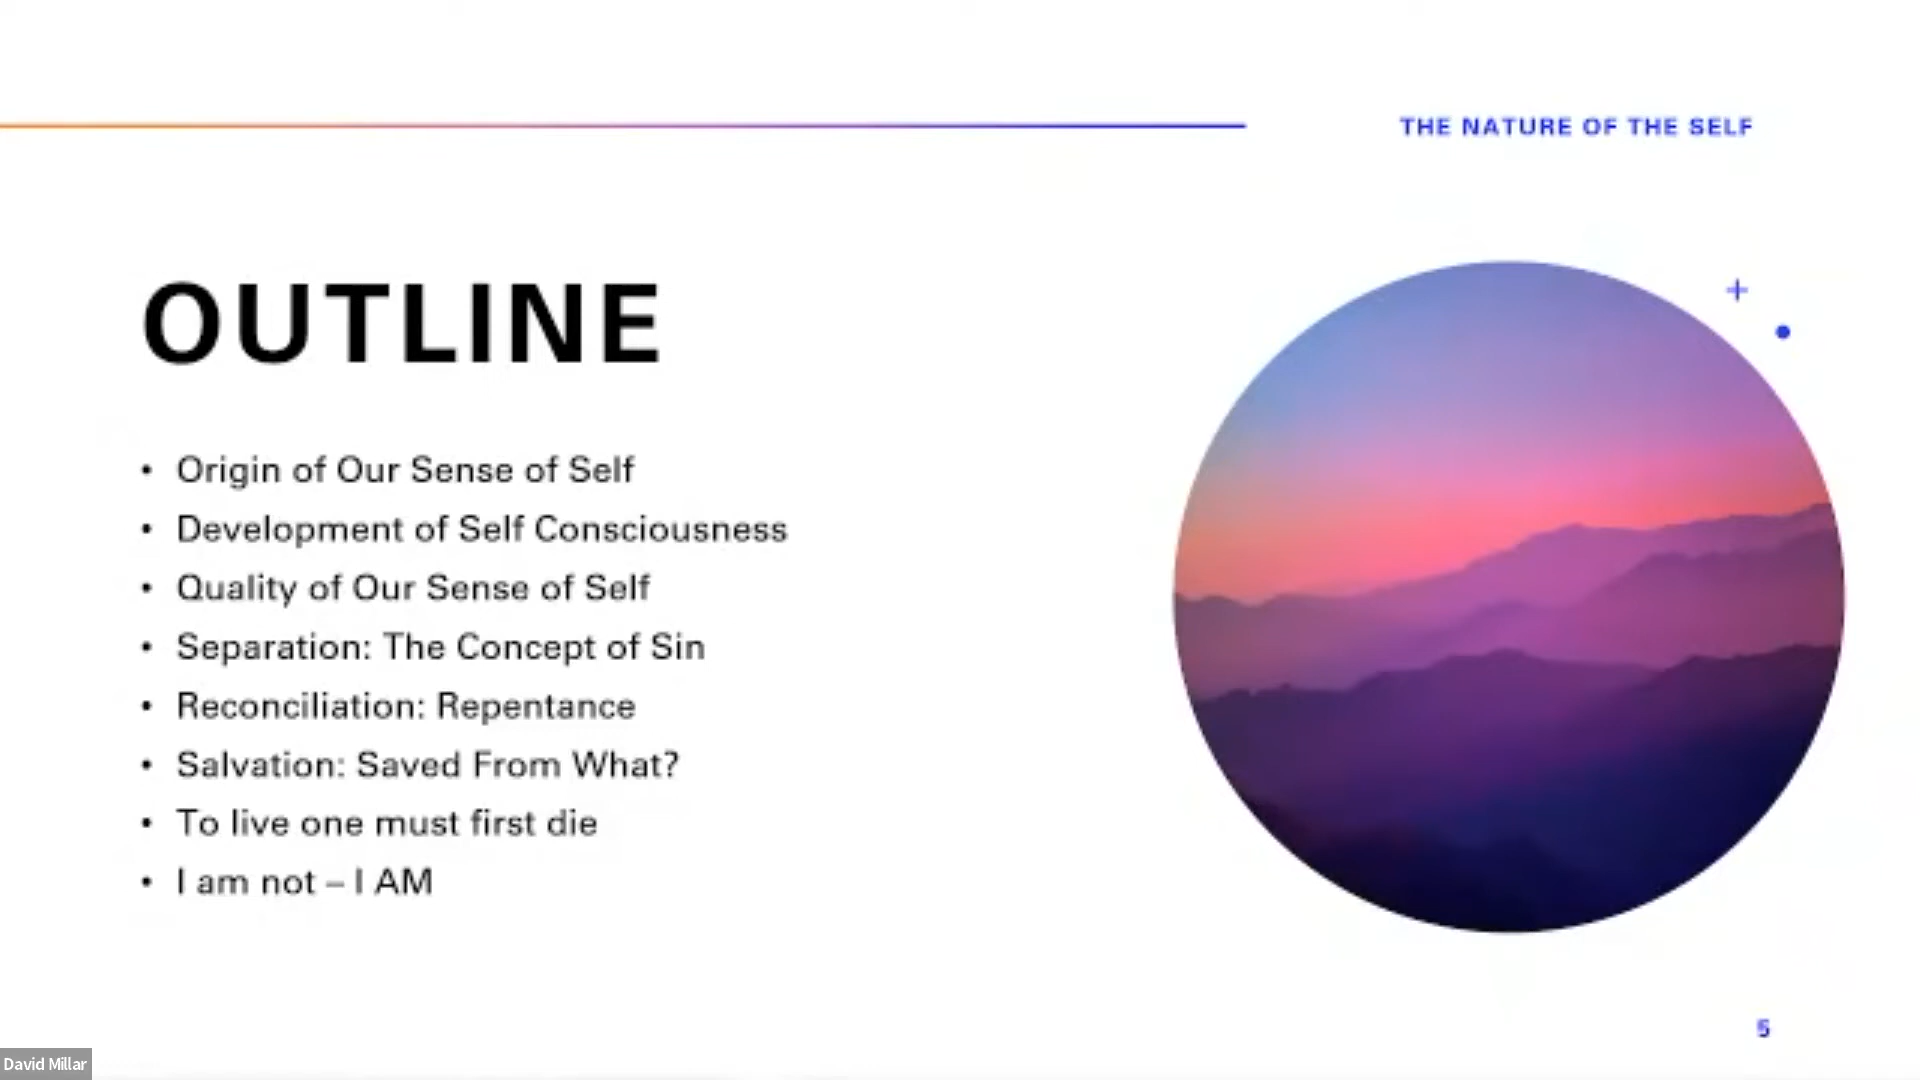 THE NATURE OF THE SELF
OUTLINE
• Origin of Our Sense of Self
• Development of Self Consciousness
• Quality of Our Sense of Self
• Separation: The Concept of Sin
• Reconciliation: Repentance
• Salvation: Saved From What?
• To live one must first die
• I am not – I AM
5
David Millar